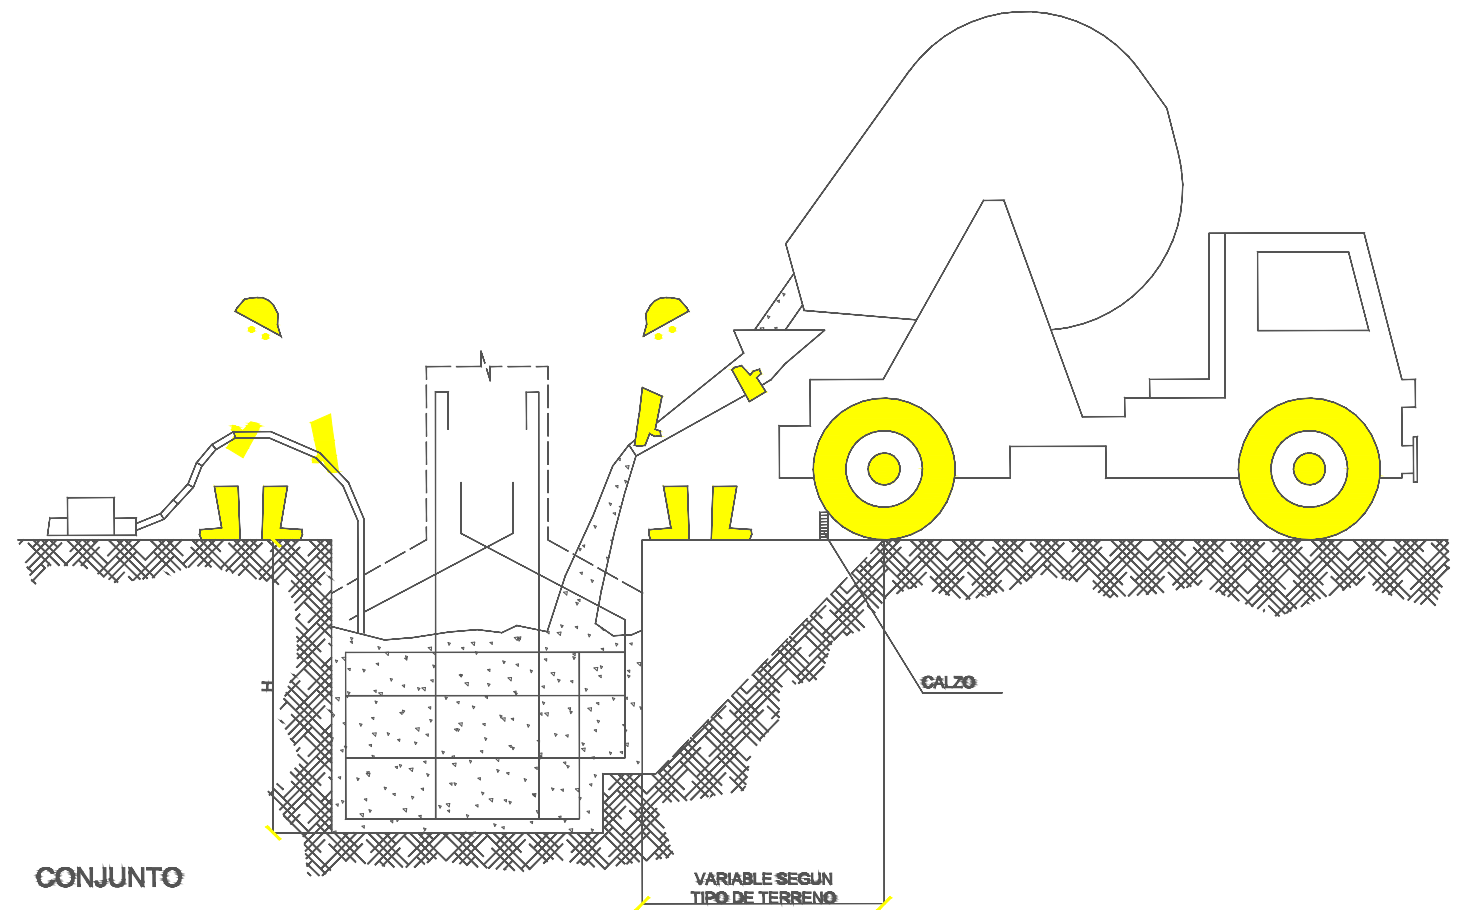 H
CALZO
CONJUNTO
VARIABLE SEGUN
TIPO DE TERRENO